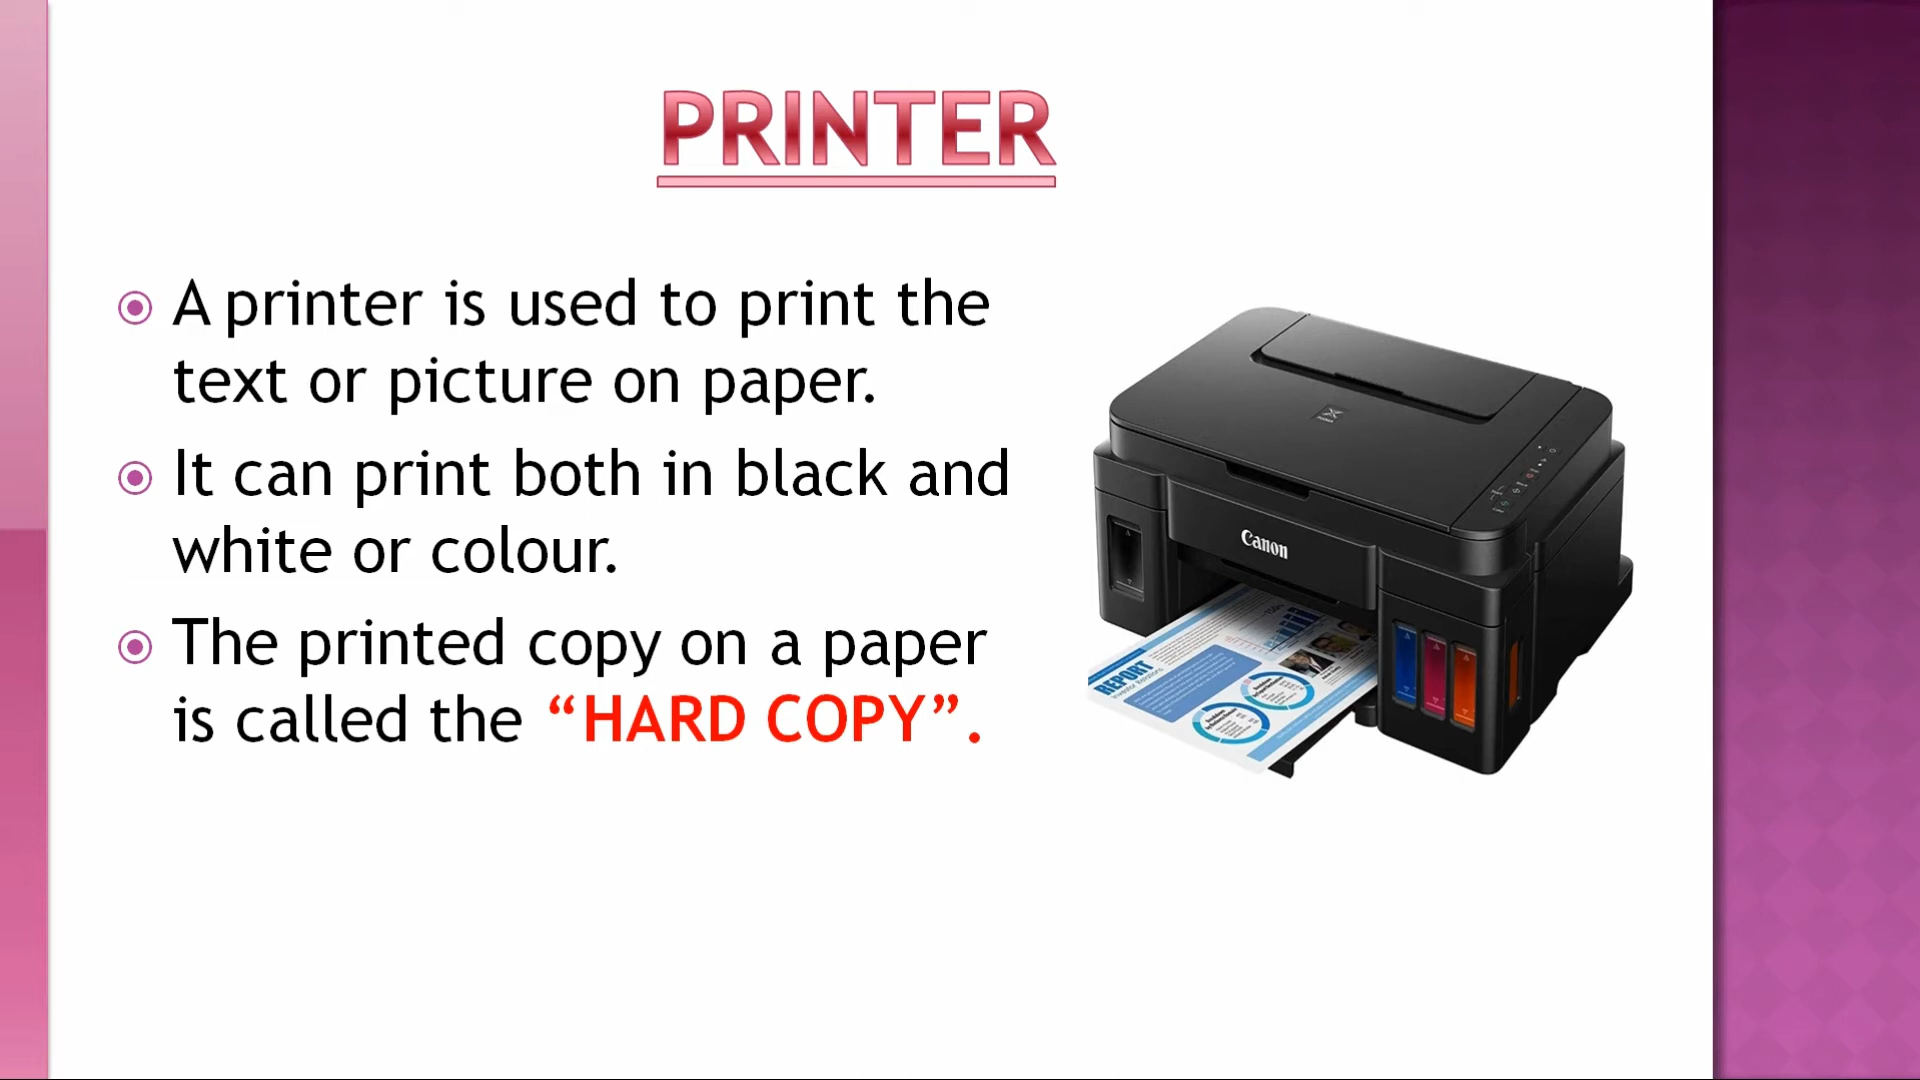 PRINTER
A printer is used to print the
text or picture on paper.
It can print both in black and
white or colour.
The printed copy on a paper
is called the “HARD COPY”.
Canon
REPORT